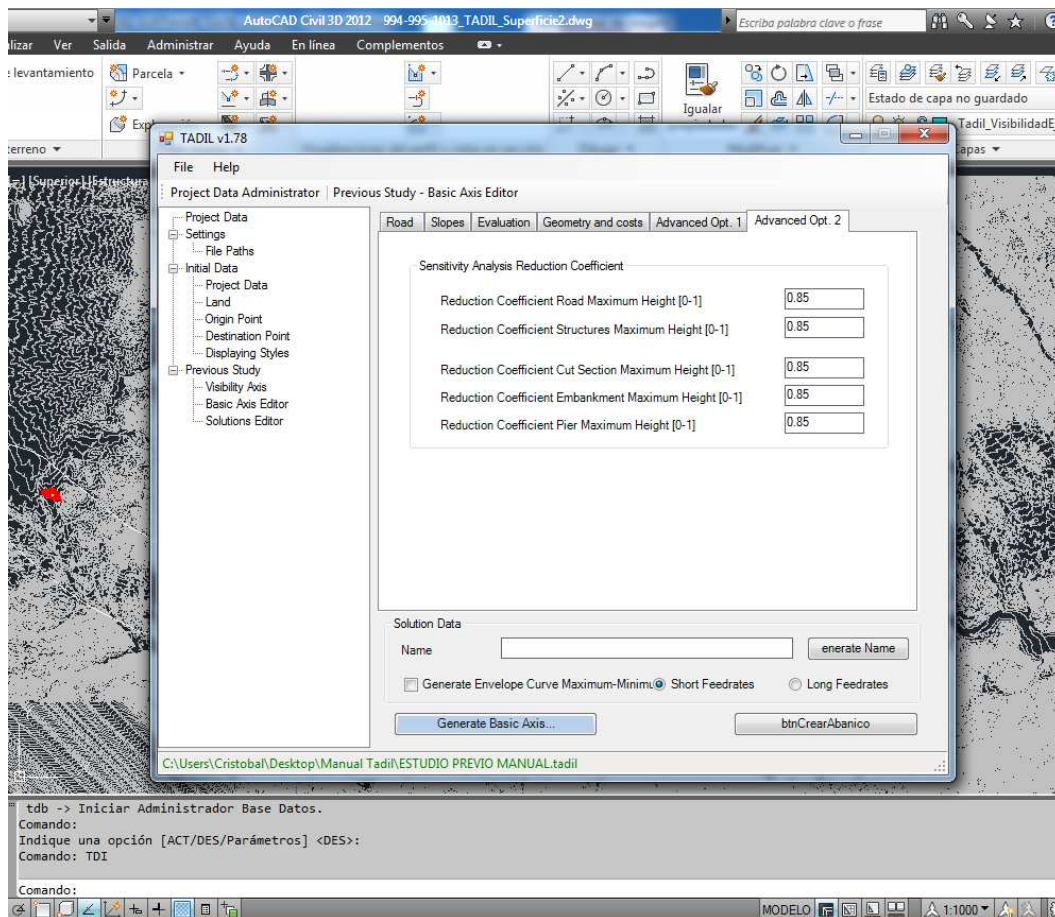 AutoCAD Civil 3D 2012 994-995-1013_TADIL_Superficie2.dwg
Escriba palabra clave o frase
lizar Ver Salida Administrar Ayuda En línea Complementos
levantamiento
Parcela
Igualar
Estado de capa no guardado
Tadil_VisibilidadE
terreno
apas
[Superior]
TADIL v1.78
File Help
Project Data Administrator Previous Study - Basic Axis Editor
Project Data
Settings
File Paths
Initial Data
Project Data
Land
Origin Point
Destination Point
Displaying Styles
Previous Study
Visibility Axis
Basic Axis Editor
Solutions Editor
Road Slopes Evaluation Geometry and costs Advanced Opt. 1 Advanced Opt. 2
Sensitivity Analysis Reduction Coefficient
Reduction Coefficient Road Maximum Height [0-1] 0.85
Reduction Coefficient Structures Maximum Height [0-1] 0.85
Reduction Coefficient Cut Section Maximum Height [0-1] 0.85
Reduction Coefficient Embankment Maximum Height [0-1] 0.85
Reduction Coefficient Pier Maximum Height [0-1] 0.85
Solution Data
Name
enerate Name
Generate Envelope Curve Maximum-Minimu Short Feedrates Long Feedrates
Generate Basic Axis... btnCrearAbanico
C:\Users\Cristobal\Desktop\Manual Tadil\ESTUDIO PREVIO MANUAL.tadil
tdb -> Iniciar Administrador Base Datos.
Comando:
Indique una opción [ACT/DES/Parámetros] <DES>:
Comando: TDI
Comando:
MODELO 1:1000